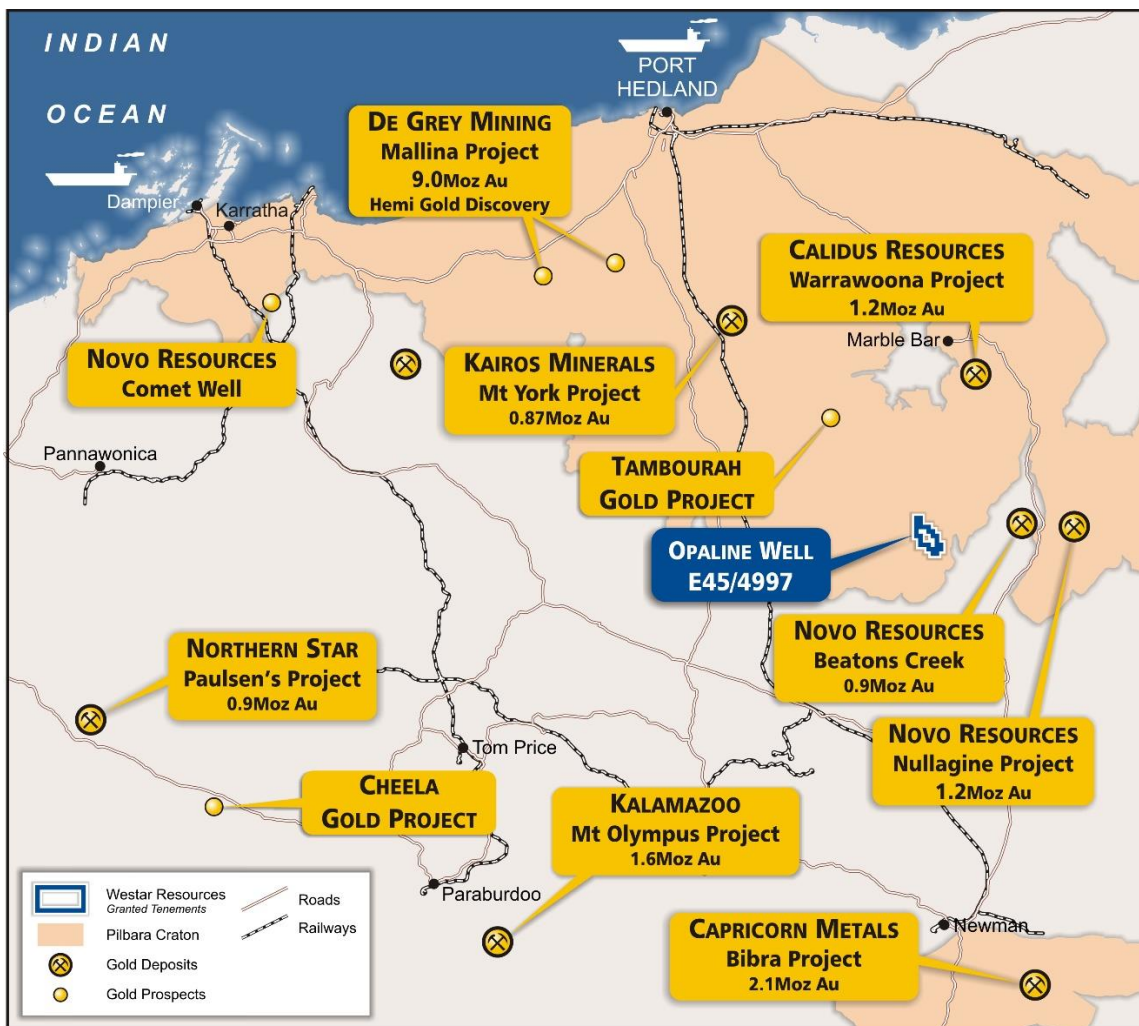 INDIAN
OCEAN
PORT
HEDLAND
DE GREY MINING
Mallina Project
9.0Moz Au
Hemi Gold Discovery
Dampier
Karratha
CALIDUS RESOURCES
Warrawoona Project
1.2Moz Au
Marble Bar
NOVO RESOURCES
Comet Well
KAIROS MINERALS
Mt York Project
0.87Moz Au
Pannawonica
TAMBOURAH
GOLD PROJECT
OPALINE WELL
E45/4997
NOVO RESOURCES
Beatons Creek
0.9Moz Au
NORTHERN STAR
Paulsen's Project
0.9Moz Au
NOVO RESOURCES
Nullagine Project
1.2Moz Au
Tom Price
CHEELA
GOLD PROJECT
KALAMAZOO
Mt Olympus Project
1.6Moz Au
Paraburdoo
CAPRICORN METALS
Bibra Project
2.1Moz Au
Newman
Westar Resources
Granted Tenements
Pilbara Craton
Gold Deposits
Gold Prospects
Roads
Railways